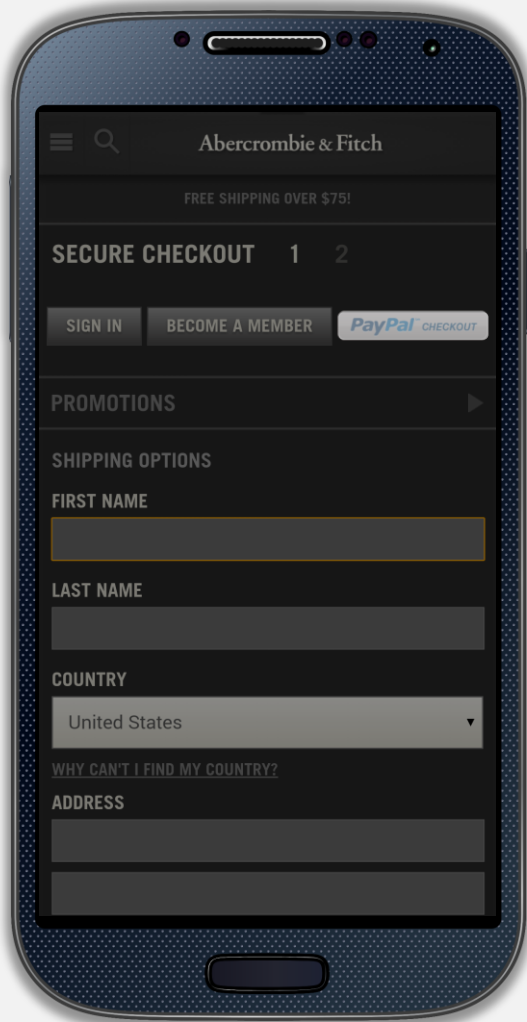 Abercrombie & Fitch
FREE SHIPPING OVER $75!
SECURE CHECKOUT 1 2
SIGN IN BECOME A MEMBER PayPal™ CHECKOUT
PROMOTIONS
SHIPPING OPTIONS
FIRST NAME
LAST NAME
COUNTRY
United States
WHY CAN'T I FIND MY COUNTRY?
ADDRESS